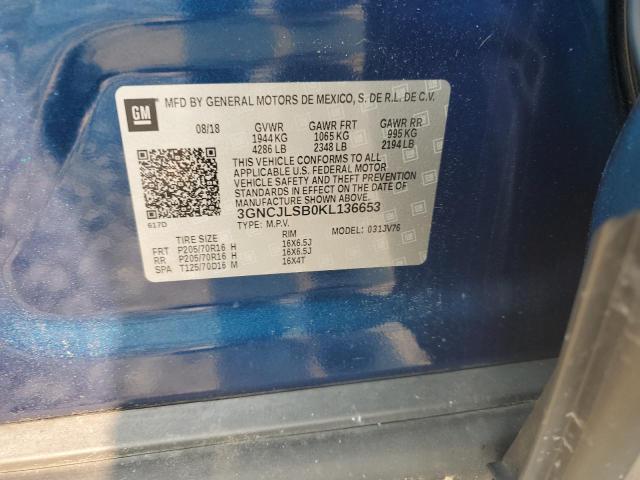 GM
MFD BY GENERAL MOTORS DE MEXICO, S. DE R.L. DE C.V.
08/18 GVWR GAWR FRT GAWR RR
1944 KG 1065 KG 995 KG
4286 LB 2348 LB 2194 LB
THIS VEHICLE CONFORMS TO ALL
APPLICABLE U.S. FEDERAL MOTOR
VEHICLE SAFETY AND THEFT PREVENTION
STANDARDS IN EFFECT ON THE DATE OF
MANUFACTURE SHOWN ABOVE.
3GNCJLSB0KL136653
617D
TYPE: M.P.V. MODEL: 031JV76
TIRE SIZE RIM
FRT P205/70R16 H 16X6.5J
RR P205/70R16 H 16X6.5J
SPA T125/70D16 M 16X4T